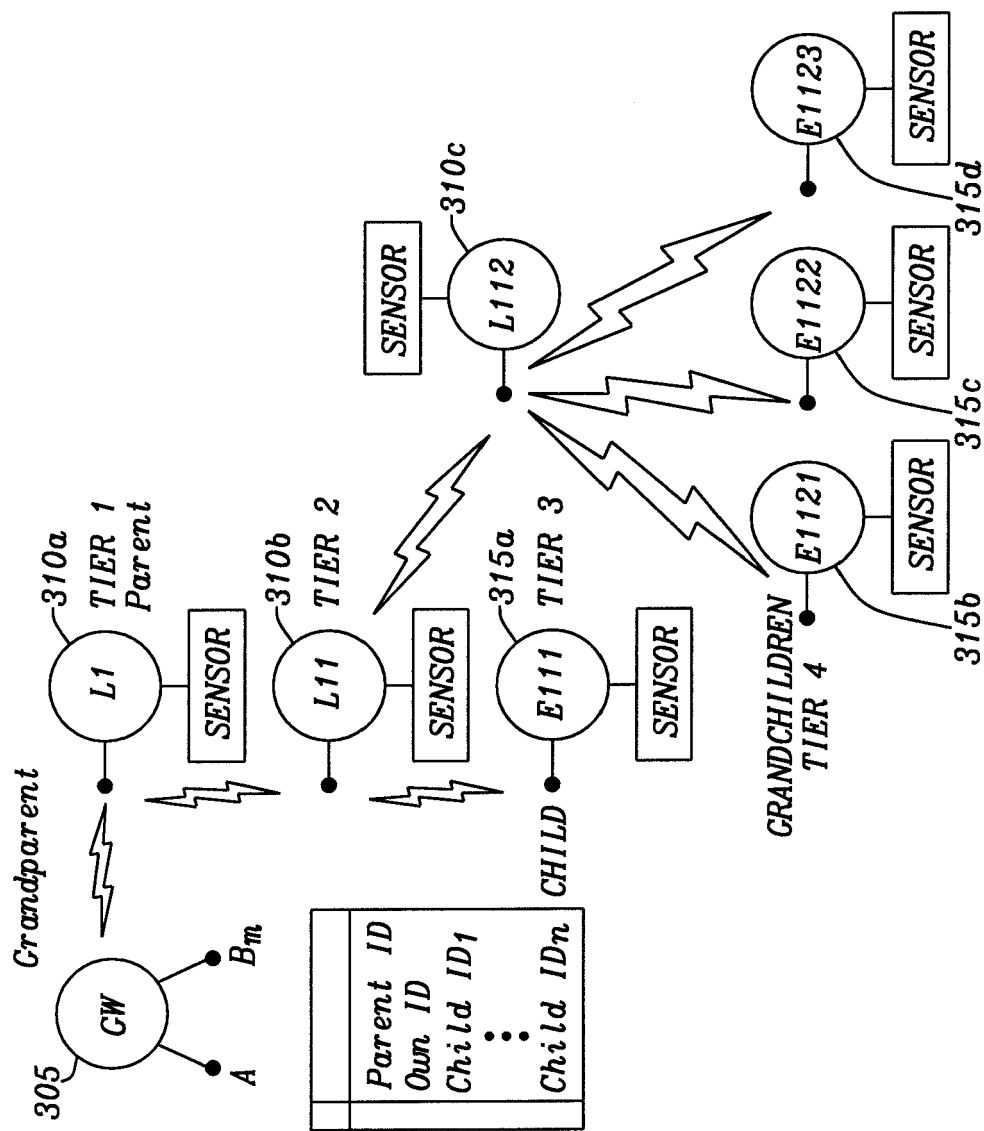 Grandparent
305
GW
A
Bm
310a
L1
TIER 1
Parent
SENSOR
310b
L11
TIER 2
SENSOR
315a
E111
TIER 3
SENSOR
CHILD
SENSOR
310c
L112
Parent ID
Own ID
Child ID1
Child IDn
GRANDCHILDREN
TIER 4
E1121
SENSOR
315b
E1122
SENSOR
315c
E1123
SENSOR
315d